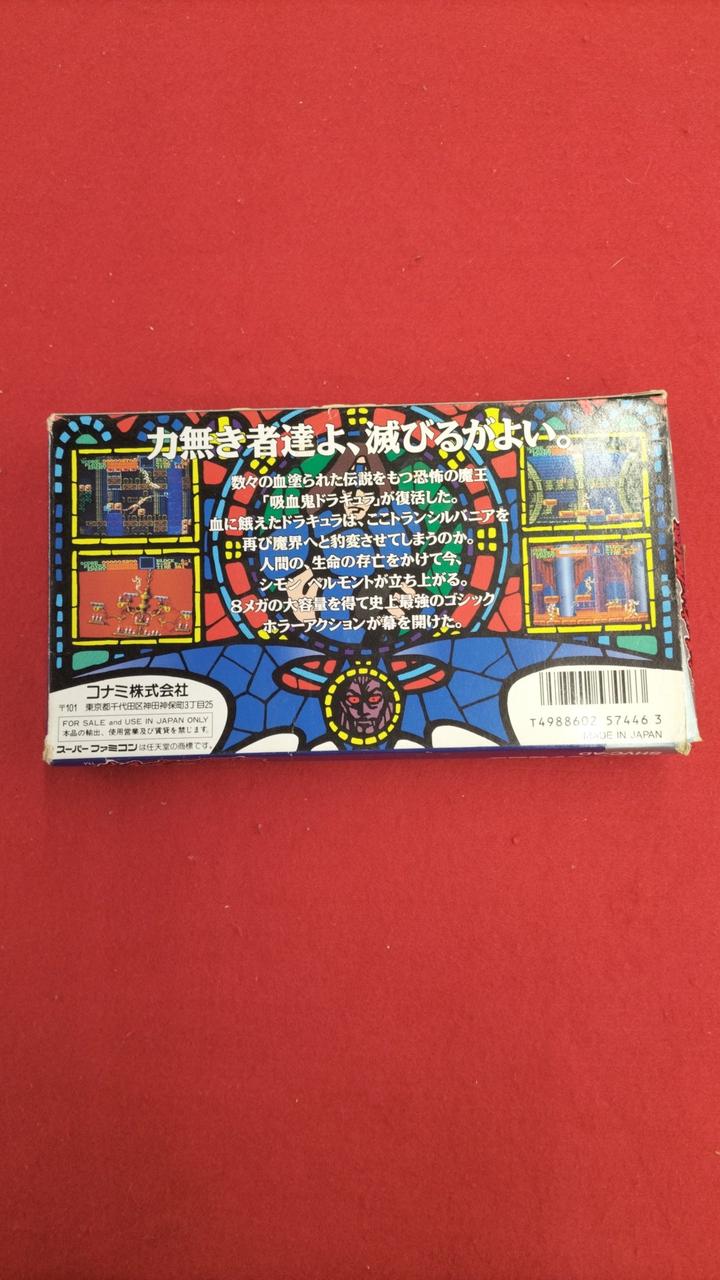 力無き者達よ、滅びるがよい。
数々の血塗られた伝説をもつ恐怖の魔王
「吸血鬼ドラキュラ」が復活した。
血に餓えたドラキュラは、ここトランシルバニアを
再び魔界へと豹変させてしまうのか。
人間の、生命の存亡をかけて今、
シモン ベルモントが立ち上がる。
8メガの大容量を得て史上最強のゴシック
ホラーアクションが幕を開けた。
コナミ株式会社
〒101 東京都千代田区神田神保町3丁目25
FOR SALE and USE IN JAPAN ONLY
本品の輸出、使用営業及び賃貸を禁じます。
スーパーファミコンは任天堂の商標です。
T4988602 57446 3
MADE IN JAPAN
SHVC-AD